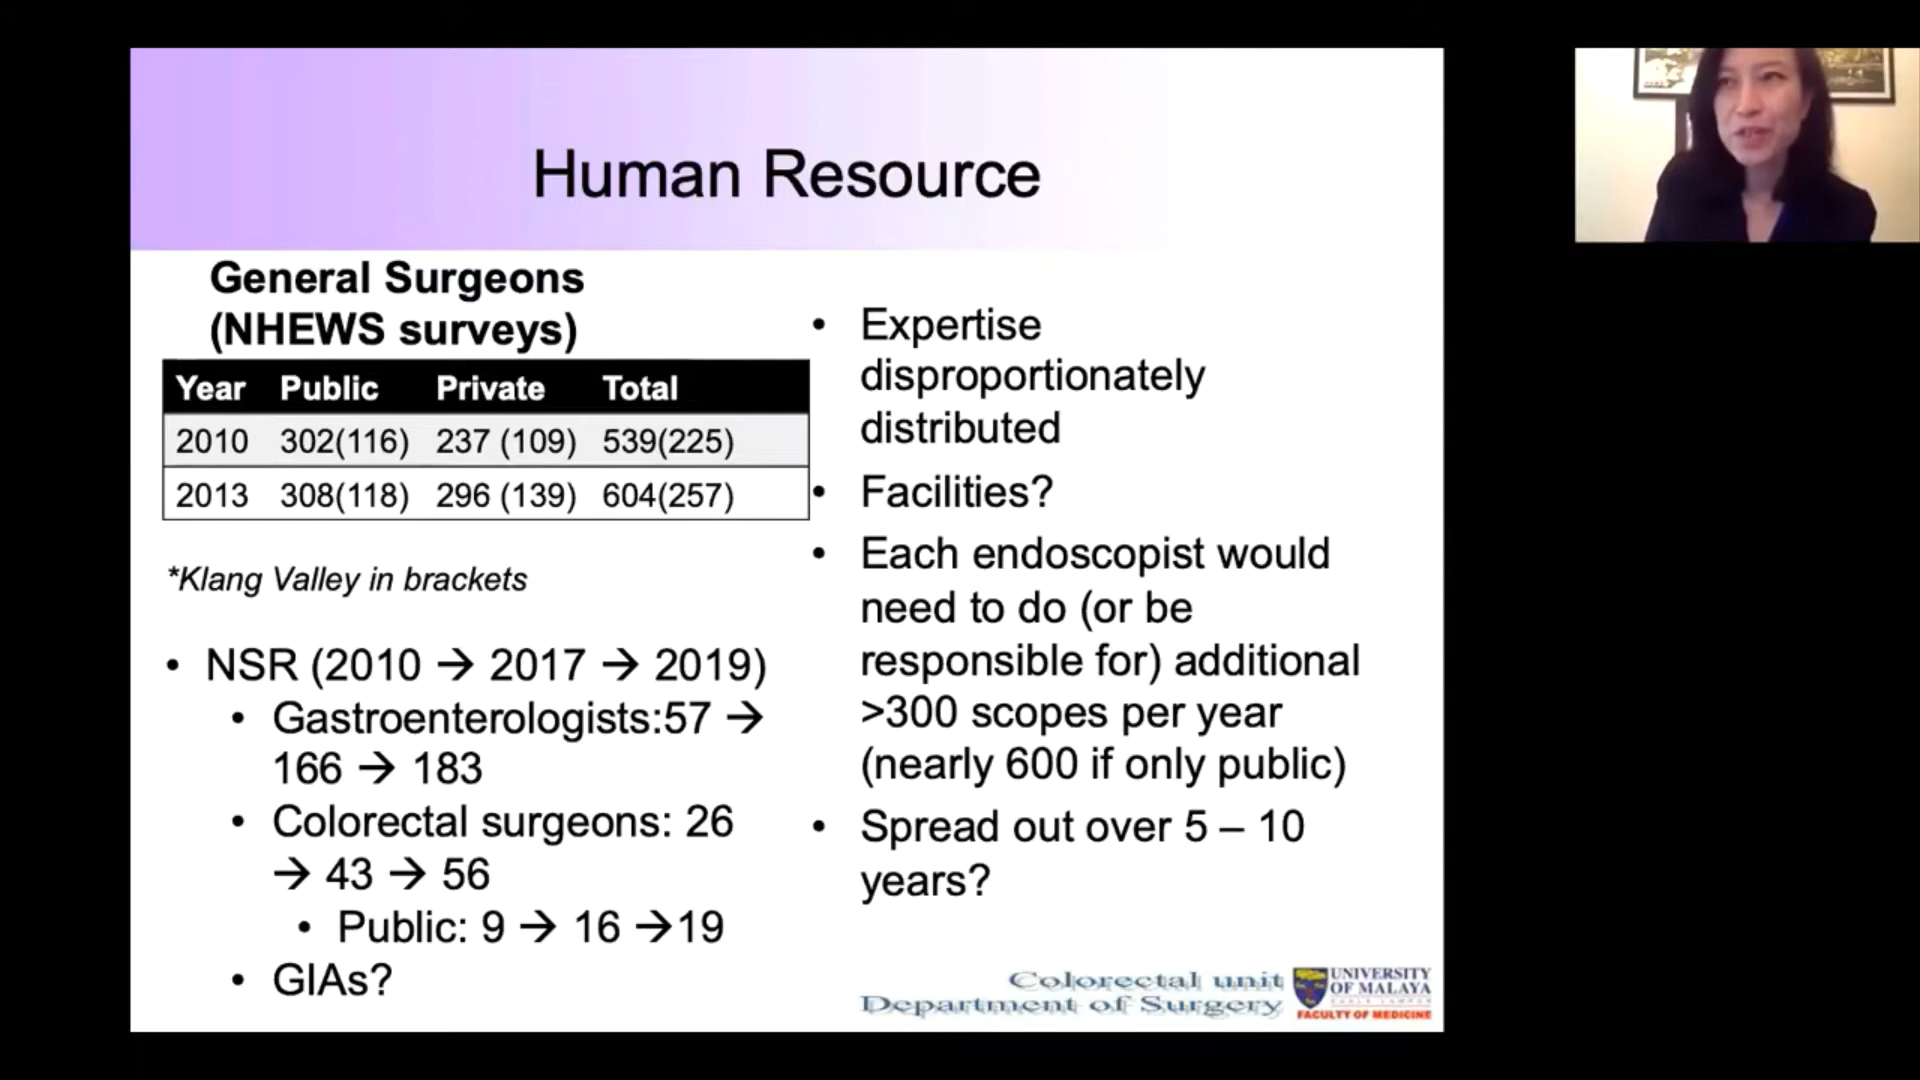 Human Resource
General Surgeons
(NHEWS surveys)
Year Public Private Total
2010 302(116) 237 (109) 539(225)
2013 308(118) 296 (139) 604(257)
*Klang Valley in brackets
• NSR (2010 → 2017 → 2019)
• Gastroenterologists:57 →
166 → 183
• Colorectal surgeons: 26
→ 43 → 56
• Public: 9 → 16 →19
• GIAs?
• Expertise
disproportionately
distributed
• Facilities?
• Each endoscopist would
need to do (or be
responsible for) additional
>300 scopes per year
(nearly 600 if only public)
• Spread out over 5 – 10
years?
Colorectal unit
Department of Surgery
UNIVERSITY
OF MALAYA
FACULTY OF MEDICINE